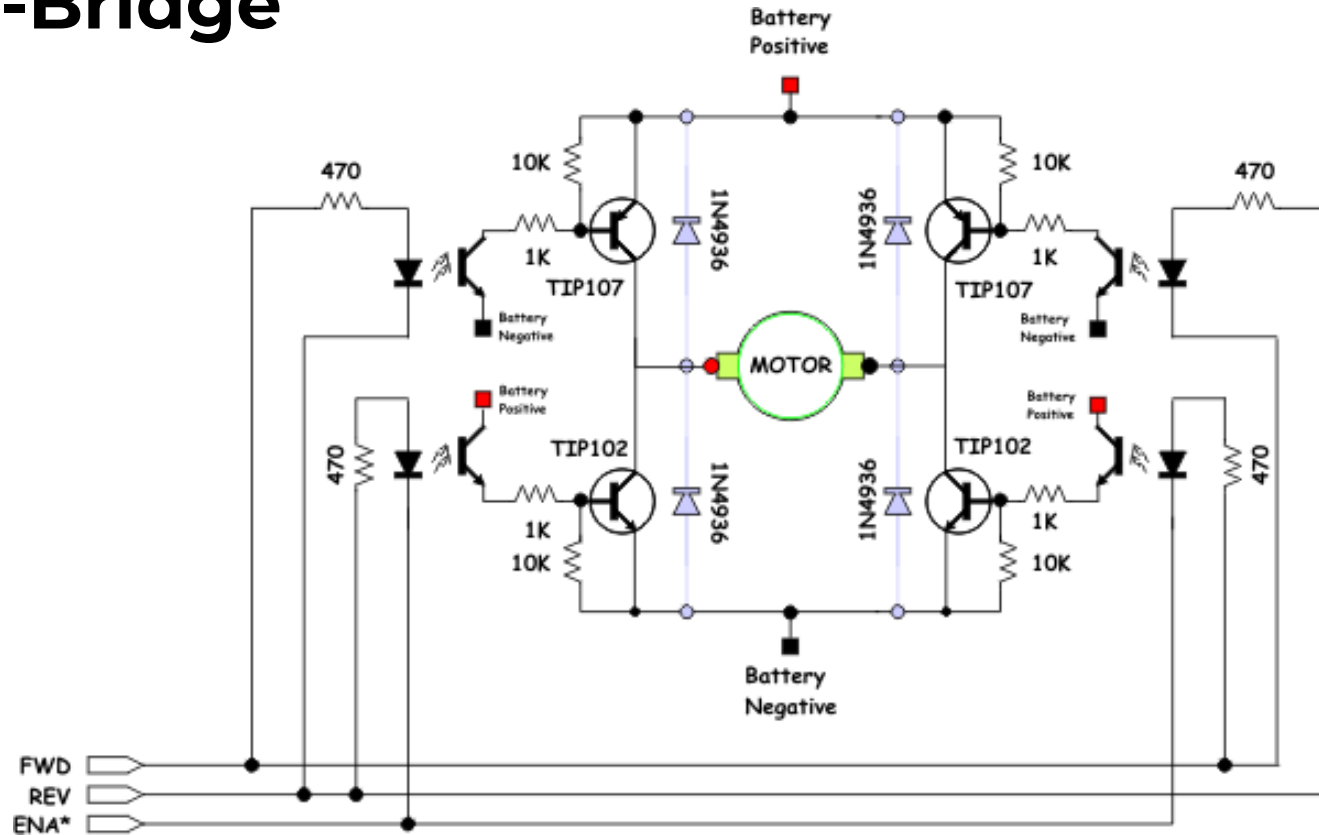 -Bridge
Battery
Positive
470
10K
1N4936
1N4936
10K
470
1K
1K
TIP107
TIP107
Battery
Negative
Battery
Negative
MOTOR
Battery
Positive
Battery
Positive
470
TIP102
1N4936
1N4936
TIP102
470
1K
1K
10K
10K
Battery
Negative
FWD
REV
ENA*